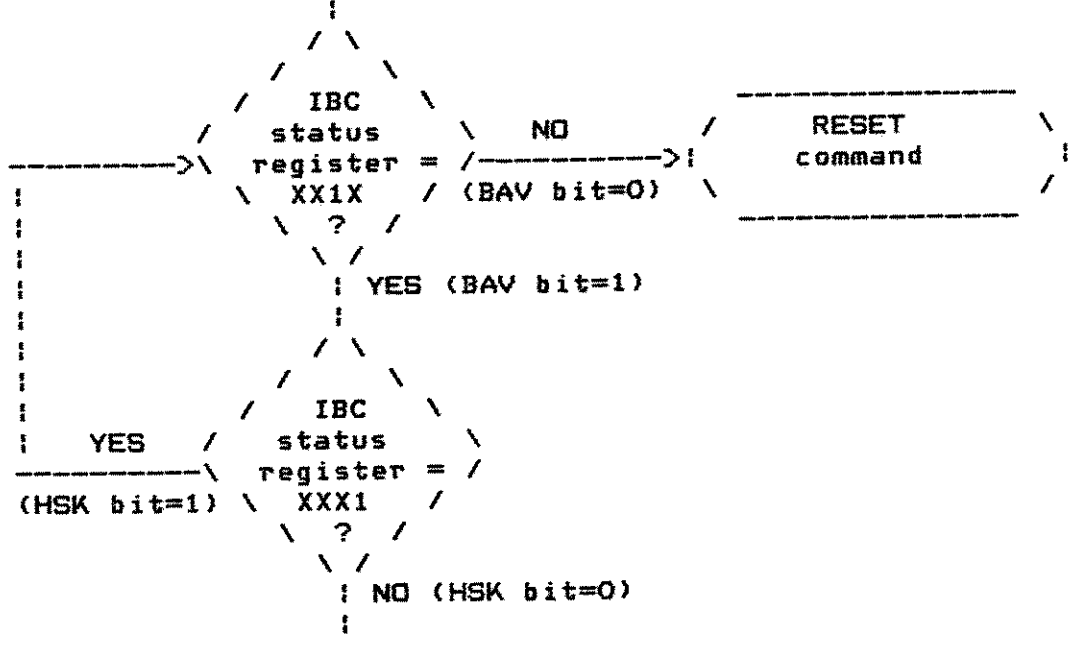 IBC
status
register =
XX1X
?
NO
(BAV bit=0)
RESET
command
YES (BAV bit=1)
IBC
status
register =
XXX1
?
YES
(HSK bit=1)
NO (HSK bit=0)